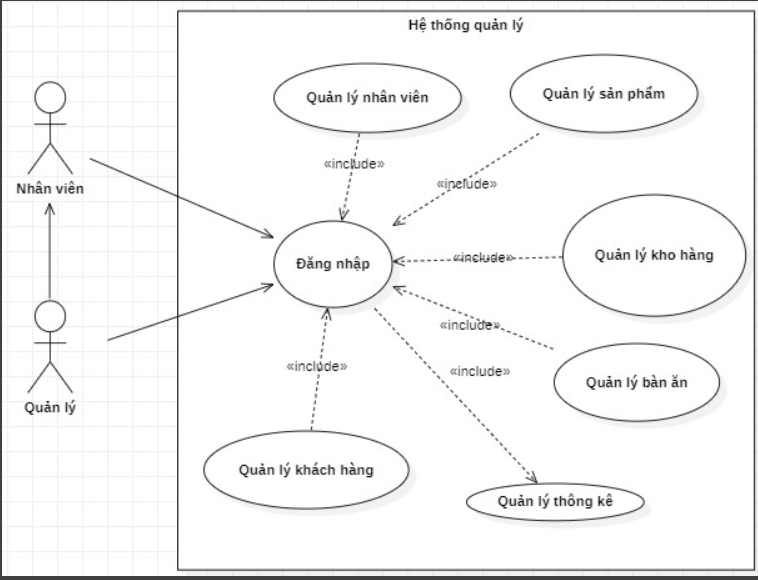 Hệ thống quản lý
Quản lý nhân viên
Quản lý sản phẩm
«include»
«include»
Nhân viên
Đăng nhập
«include»
Quản lý kho hàng
«include»
«include»
«include»
Quản lý bàn ăn
Quản lý
Quản lý khách hàng
Quản lý thông kê